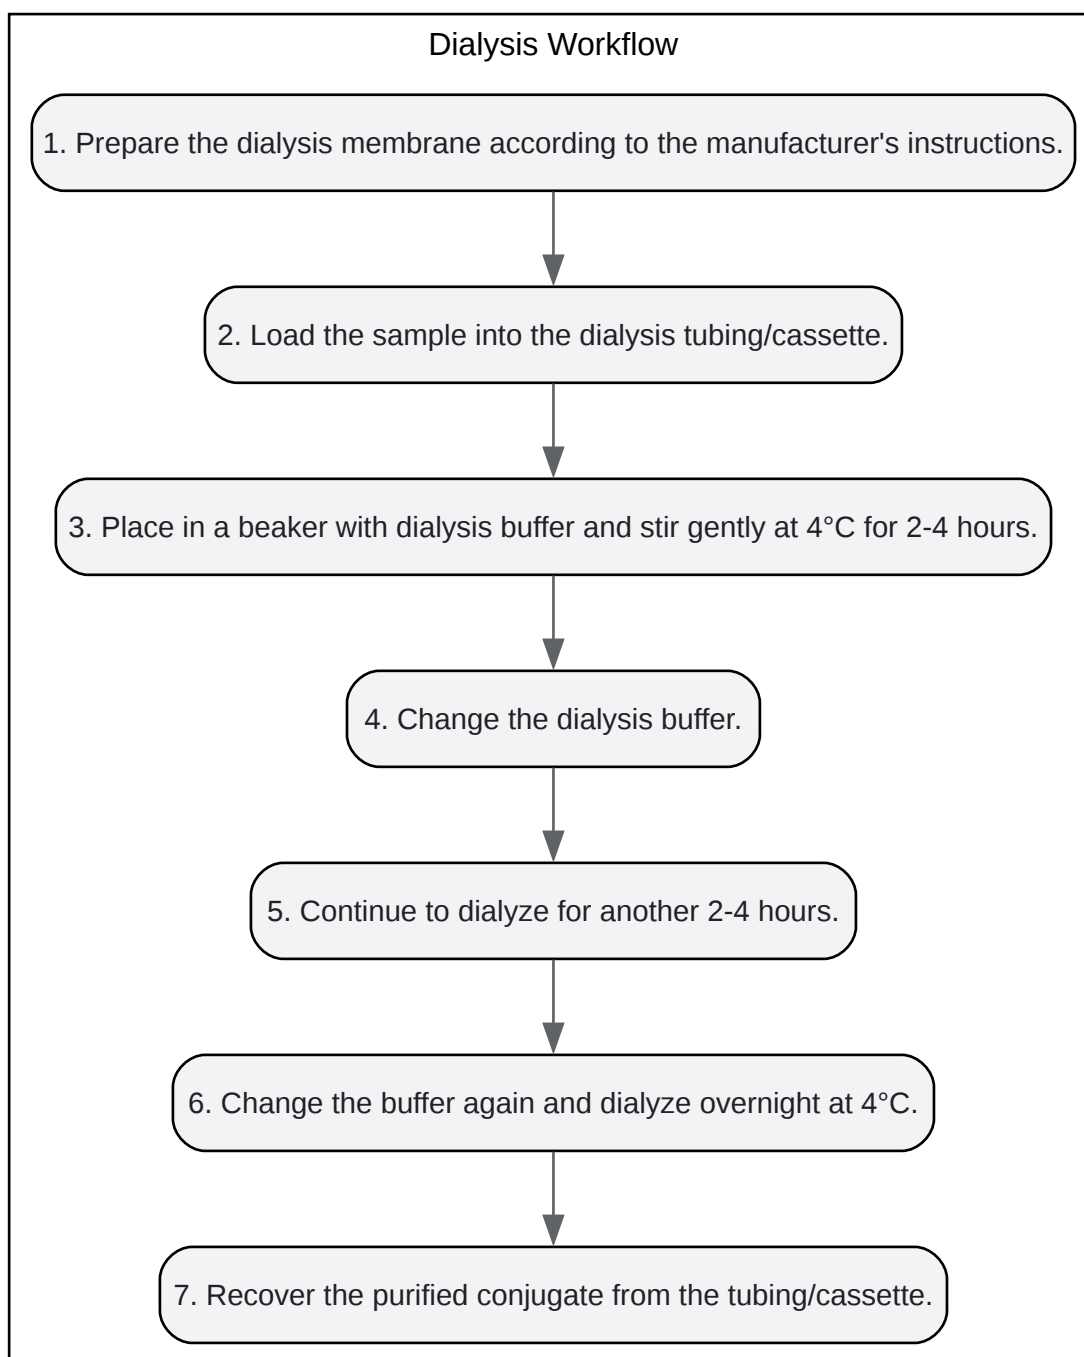 Dialysis Workflow
1. Prepare the dialysis membrane according to the manufacturer's instructions.
2. Load the sample into the dialysis tubing/cassette.
3. Place in a beaker with dialysis buffer and stir gently at 4°C for 2-4 hours.
4. Change the dialysis buffer.
5. Continue to dialyze for another 2-4 hours.
6. Change the buffer again and dialyze overnight at 4°C.
7. Recover the purified conjugate from the tubing/cassette.